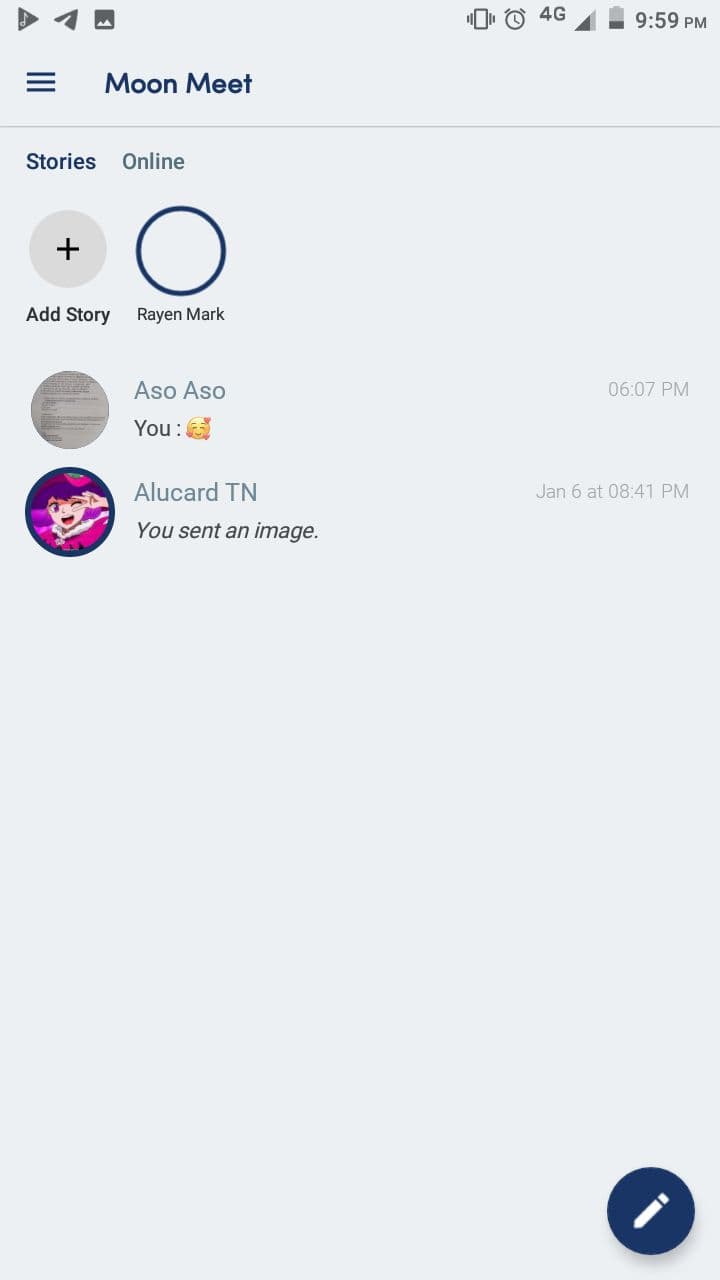 4G 9:59 PM
Moon Meet
Stories Online
Add Story Rayen Mark
Aso Aso 06:07 PM
You : 🥰
Alucard TN Jan 6 at 08:41 PM
You sent an image.